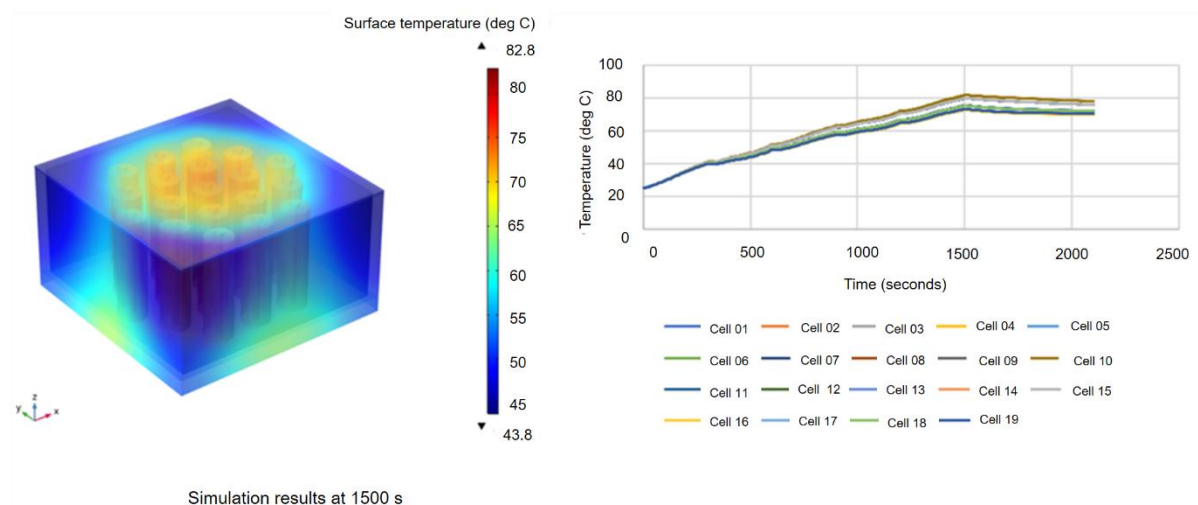 Surface temperature (deg C)
82.8
80
75
70
65
60
55
50
45
43.8
y z x
Simulation results at 1500 s
Temperature (deg C)
100
80
60
40
20
0
0 500 1000 1500 2000 2500
Time (seconds)
Cell 01 Cell 02 Cell 03 Cell 04 Cell 05
Cell 06 Cell 07 Cell 08 Cell 09 Cell 10
Cell 11 Cell 12 Cell 13 Cell 14 Cell 15
Cell 16 Cell 17 Cell 18 Cell 19